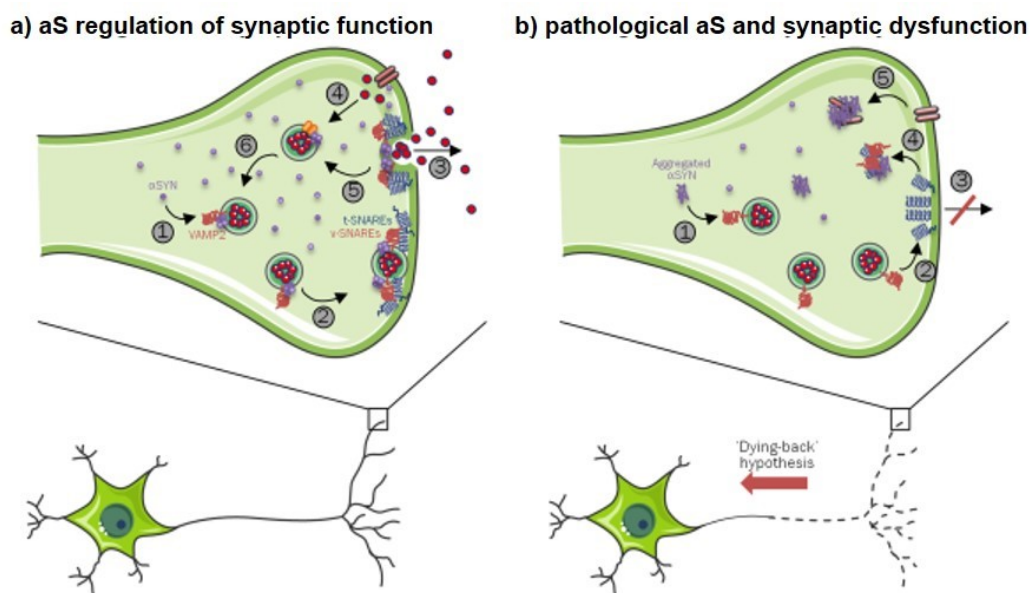 a) aS regulation of synaptic function
b) pathological aS and synaptic dysfunction
4
6
αSYN
5
3
1
VAMP2
t-SNAREs
v-SNAREs
2
5
4
Aggregated
αSYN
3
1
2
'Dying-back'
hypothesis